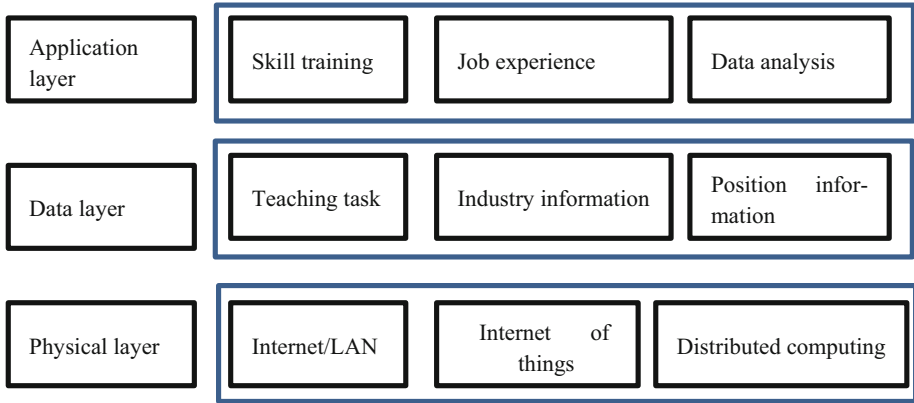 Application
layer
Skill training
Job experience
Data analysis
Data layer
Teaching task
Industry information
Position infor-
mation
Physical layer
Internet/LAN
Internet of
things
Distributed computing